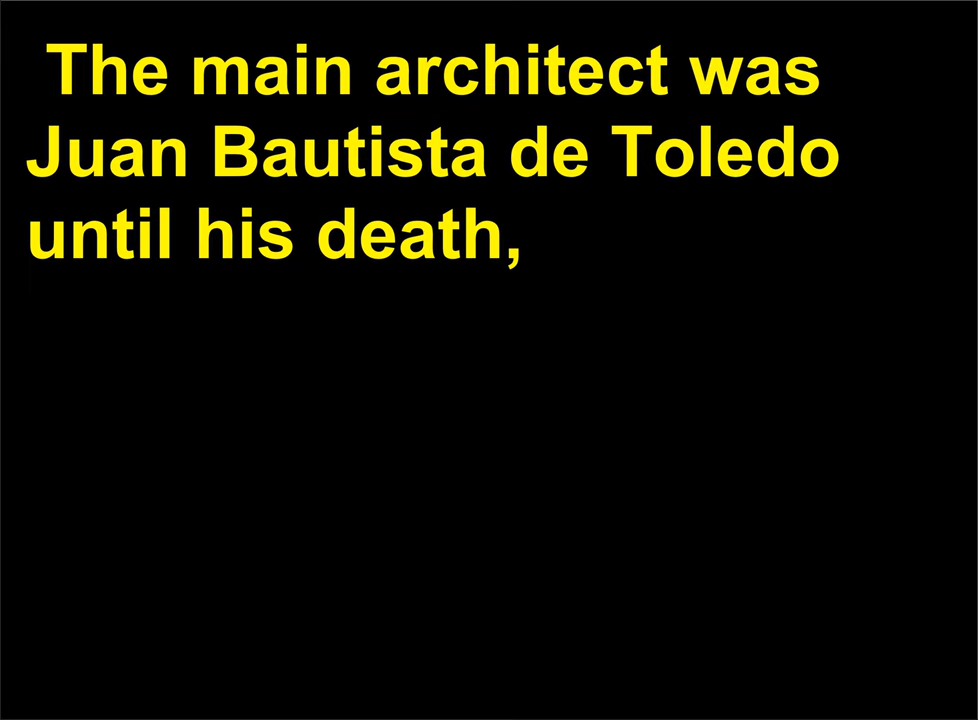 The main architect was
Juan Bautista de Toledo
until his death,